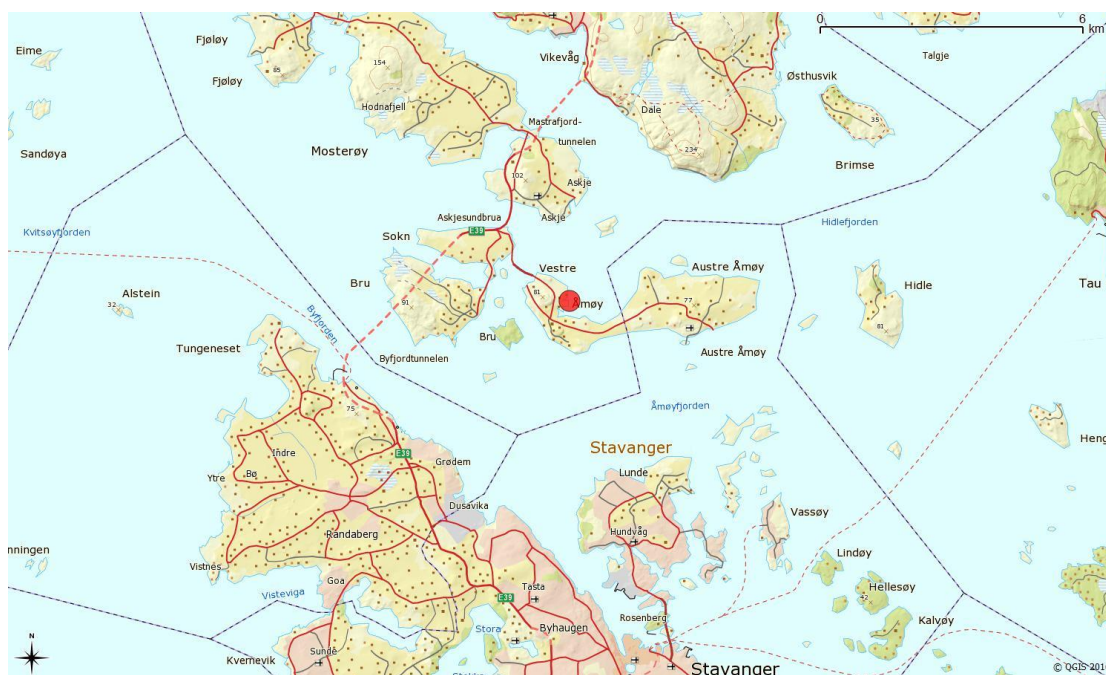 Eime
Fjøløy
85
Fjøløy
154
Hodnafjell
Vikevåg
Mastrafjord-
tunnelen
Dale
234
Østhusvik
Talgje
0
6
km
35
Brimse
Sandøya
Mosterøy
102
Askje
Askje
Askjesundbrua
Kvitsøyfjorden
Sokn
E39
Hidlefjorden
Vestre
Åmøy
81
Austre Åmøy
77
Austre Åmøy
Hidle
81
Tau
Alstein
32
Bru
91
Bru
Byfjorden
Tungeneset
Byfjordtunnelen
75
Åmøyfjorden
Stavanger
Heng
Indre
Bø
Ytre
E39
Grødem
Dusavika
Lunde
Hundvåg
Vassøy
Randaberg
nningen
Vistnes
Goa
Visteviga
Tasta
E39
Byhaugen
Stora
Rosenberg
Lindøy
Hellesøy
42
Kalvøy
Kvernevik
Sunde
Stokka
Stavanger
N
© QGIS 201